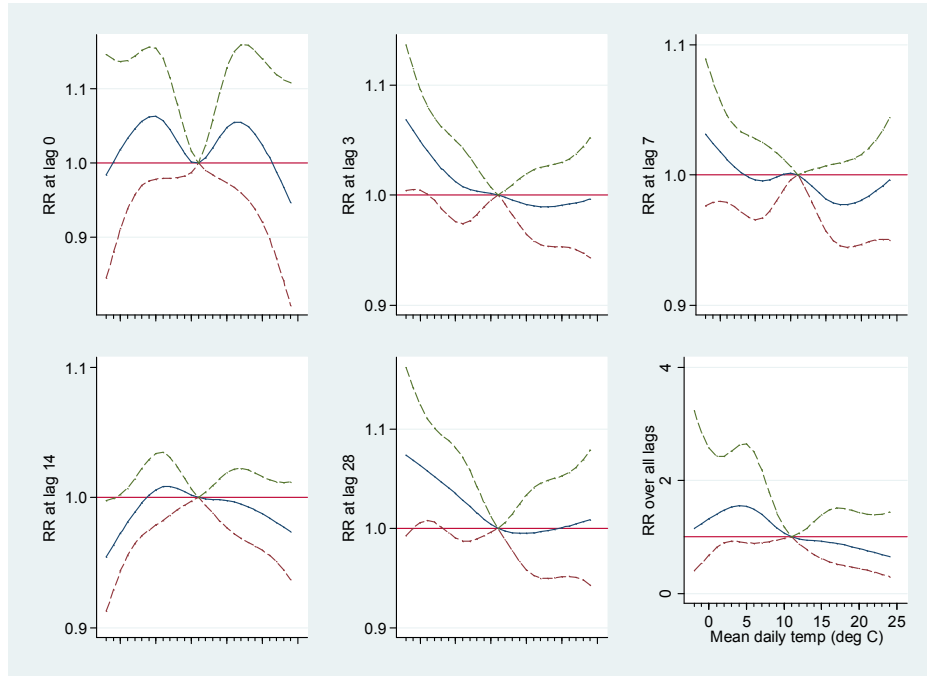 RR at lag 0
1.1
1.0
0.9
RR at lag 3
1.1
1.0
0.9
RR at lag 7
1.1
1.0
0.9
RR at lag 14
1.1
1.0
0.9
RR at lag 28
1.1
1.0
0.9
RR over all lags
4
2
0
0 5 10 15 20 25
Mean daily temp (deg C)